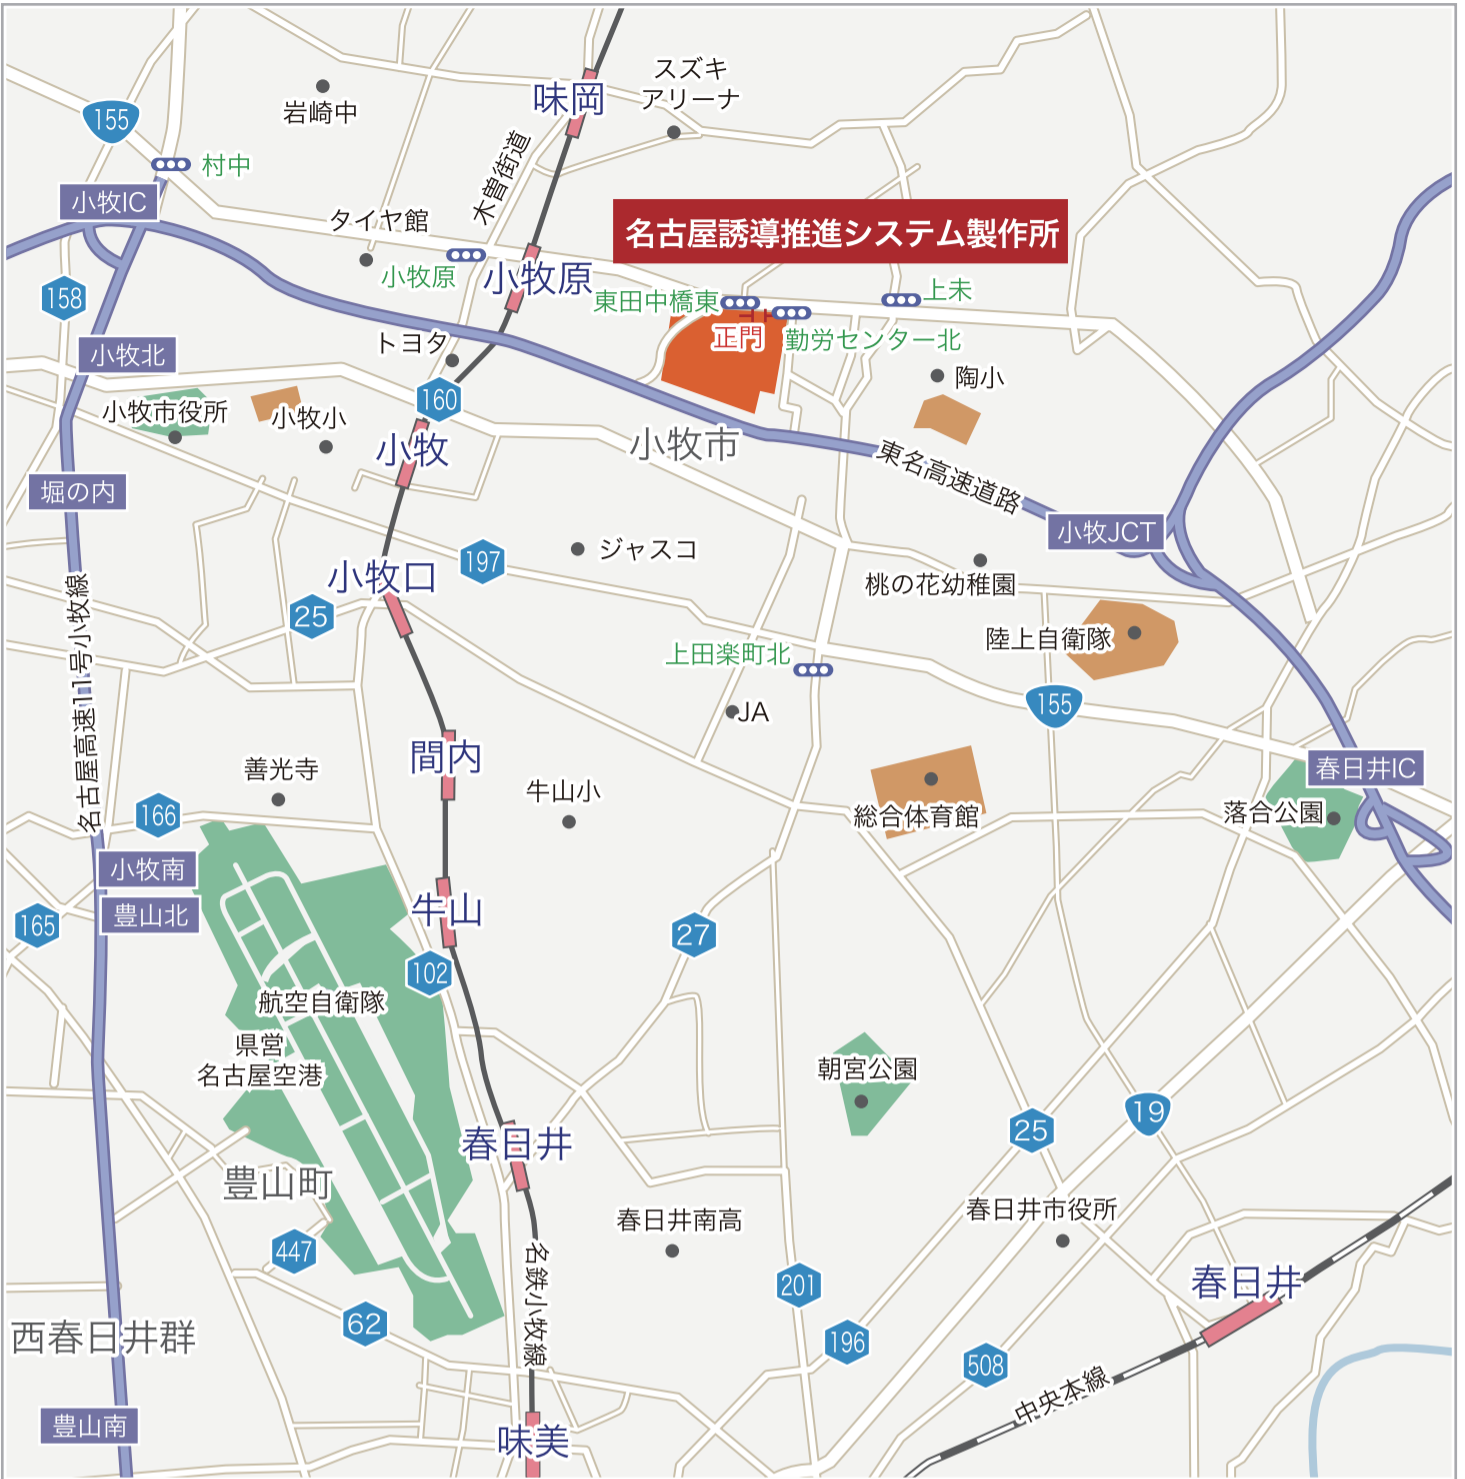 スズキ
アリーナ
味岡
岩崎中
155
村中
木曽街道
小牧IC
タイヤ館
名古屋誘導推進システム製作所
小牧原
小牧原
158
東田中橋東
上末
正門
勤労センター北
トヨタ
小牧北
160
陶小
小牧市役所
小牧小
小牧
小牧市
東名高速道路
堀の内
小牧JCT
ジャスコ
197
小牧口
桃の花幼稚園
25
名古屋高速11号小牧線
陸上自衛隊
上田楽町北
155
JA
間内
善光寺
春日井IC
牛山小
166
総合体育館
落合公園
小牧南
牛山
豊山北
165
27
102
航空自衛隊
県営
名古屋空港
朝宮公園
19
25
春日井
豊山町
春日井市役所
春日井南高
447
名鉄小牧線
201
春日井
62
西春日井群
196
508
中央本線
豊山南
味美